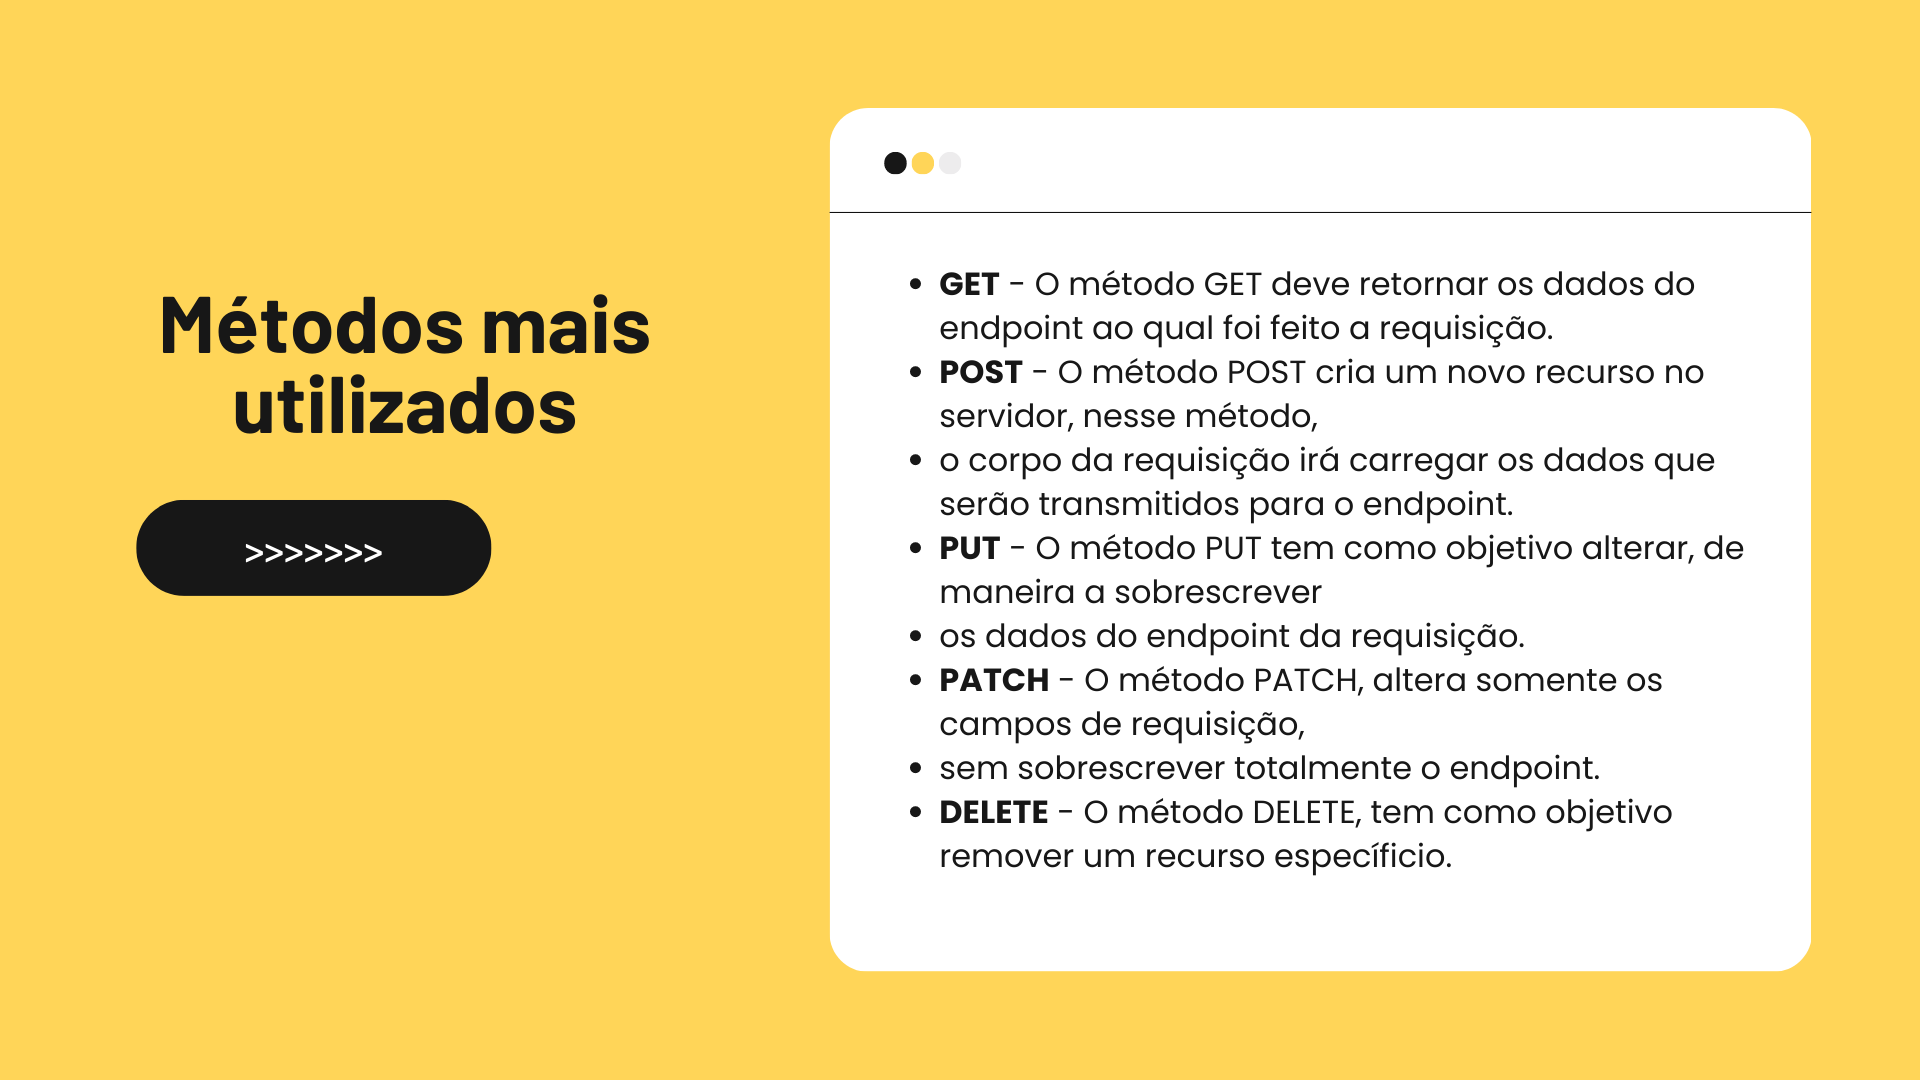 Métodos mais
utilizados
>>>>>>>
• GET - O método GET deve retornar os dados do
endpoint ao qual foi feito a requisição.
• POST - O método POST cria um novo recurso no
servidor, nesse método,
• o corpo da requisição irá carregar os dados que
serão transmitidos para o endpoint.
• PUT - O método PUT tem como objetivo alterar, de
maneira a sobrescrever
• os dados do endpoint da requisição.
• PATCH - O método PATCH, altera somente os
campos de requisição,
• sem sobrescrever totalmente o endpoint.
• DELETE - O método DELETE, tem como objetivo
remover um recurso específicio.